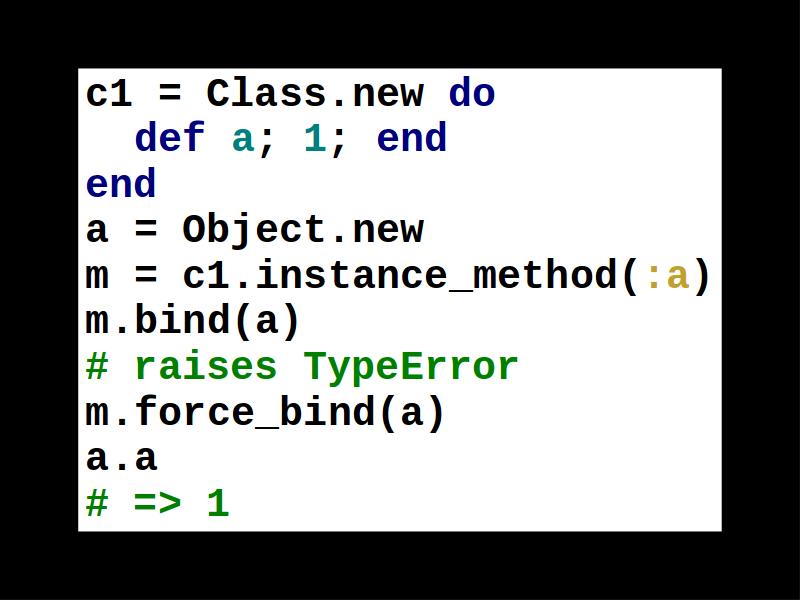 c1 = Class.new do
  def a; 1; end
end
a = Object.new
m = c1.instance_method(:a)
m.bind(a)
# raises TypeError
m.force_bind(a)
a.a
# => 1